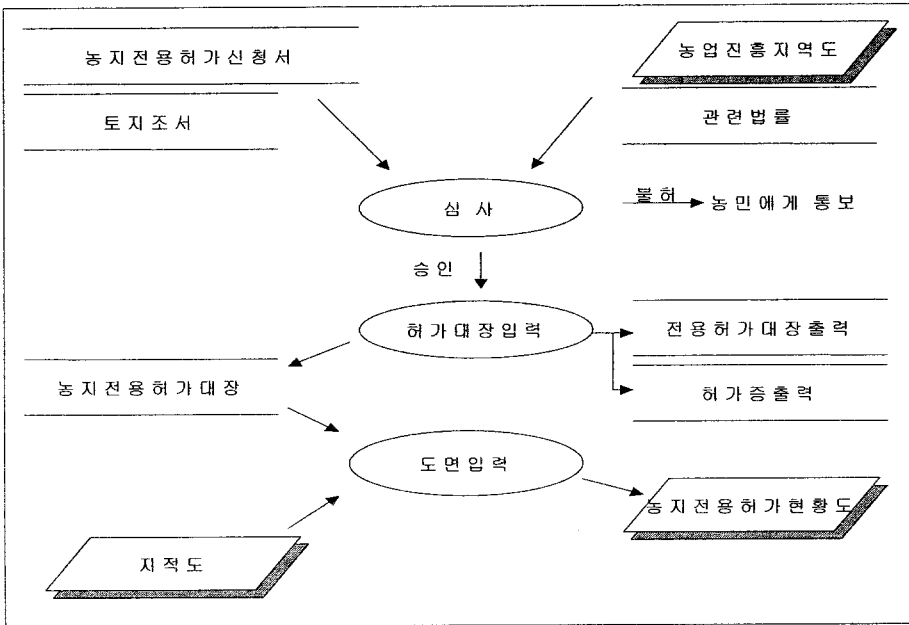 농지전용허가신청서
농업진흥지역도
토지조서
관련법률
심사
불허
농민에게 통보
승인
허가대장입력
전용허가대장출력
농지전용허가대장
허가증출력
도면입력
농지전용허가현황도
지적도